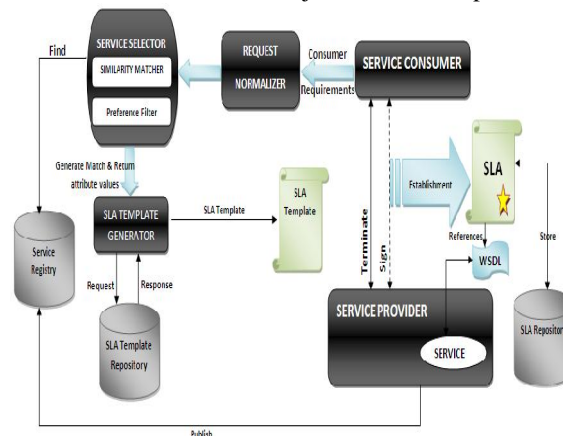 Find
SERVICE SELECTOR
SIMILARITY MATCHER
Preference Filter
REQUEST
NORMALIZER
Consumer
Requirements
SERVICE CONSUMER
Generate Match & Return
attribute values
SLA TEMPLATE
GENERATOR
SLA Template
SLA
Template
Terminate
Sign
Establishment
SLA
References
WSDL
Store
Service
Registry
Request
Response
SLA Template
Repository
SERVICE PROVIDER
SERVICE
SLA Repository
Publish